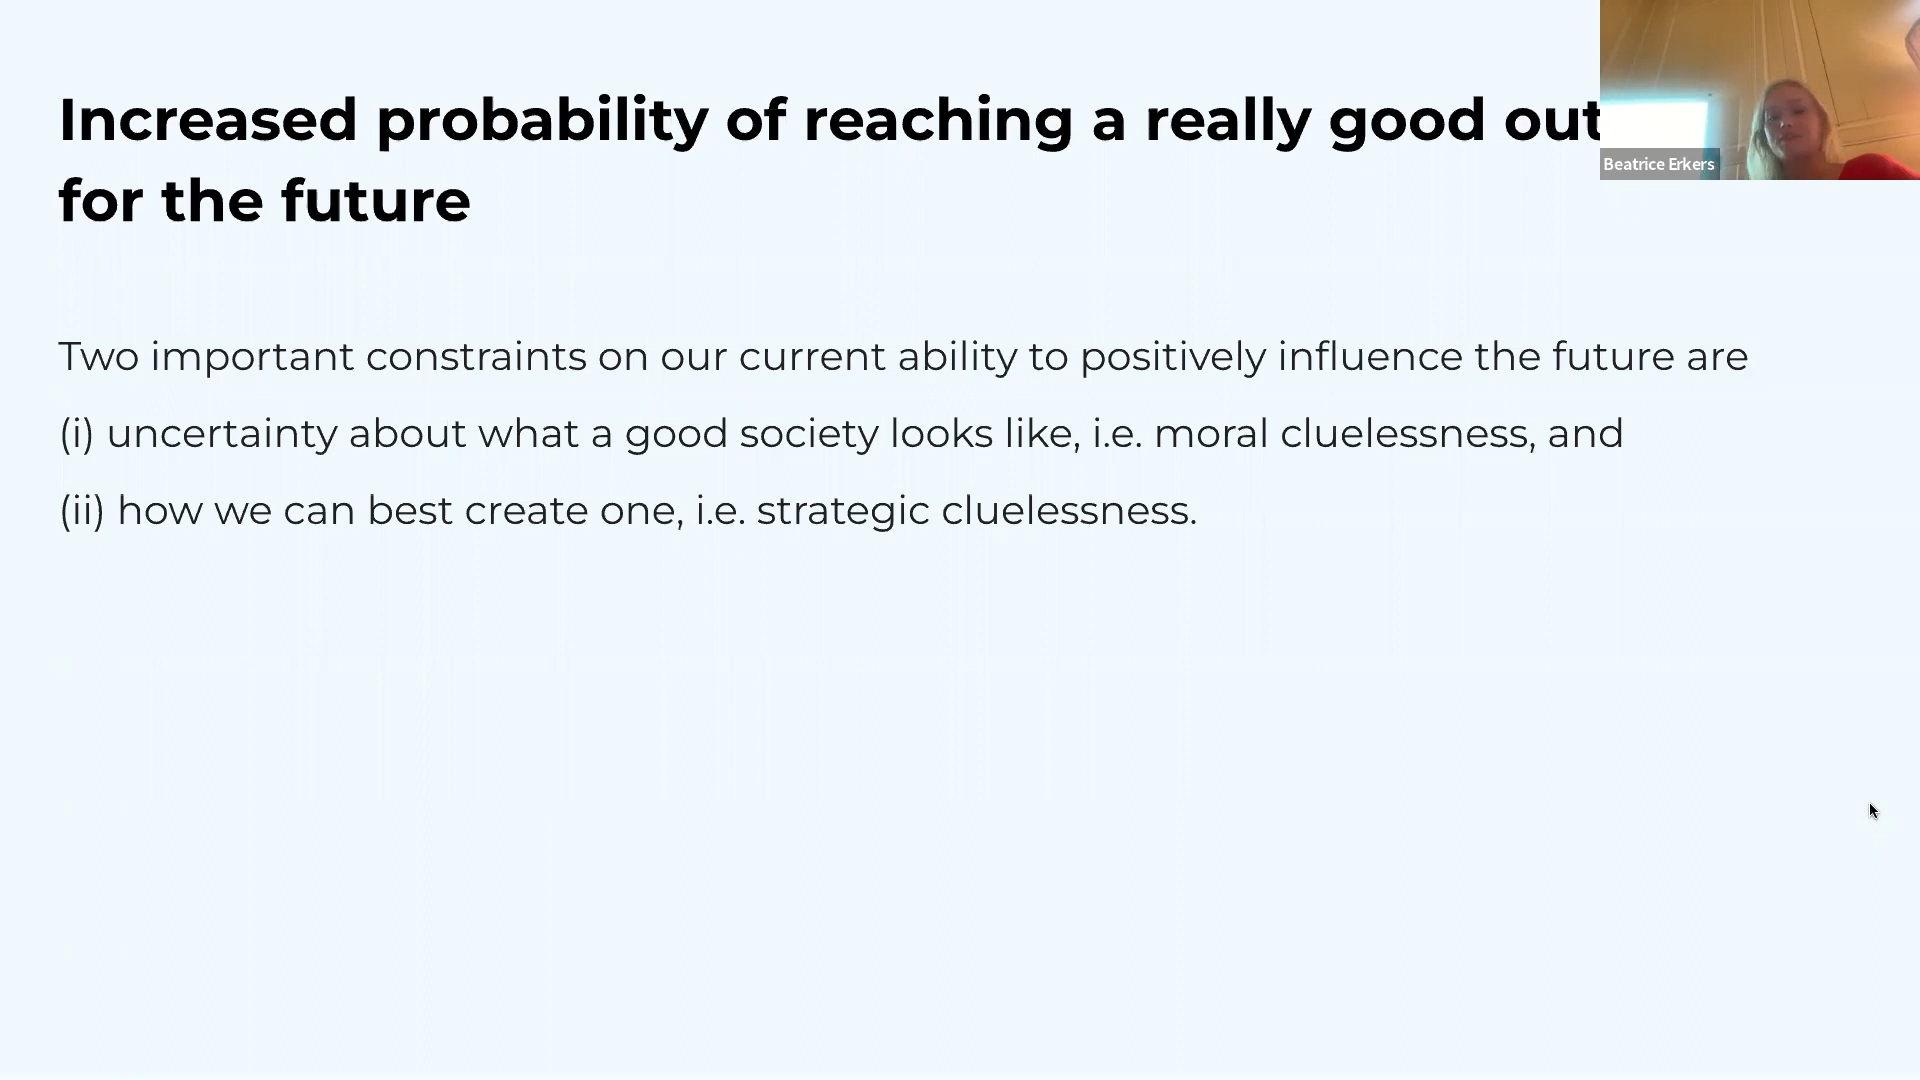 Increased probability of reaching a really good out
for the future
Beatrice Erkers
Two important constraints on our current ability to positively influence the future are
(i) uncertainty about what a good society looks like, i.e. moral cluelessness, and
(ii) how we can best create one, i.e. strategic cluelessness.